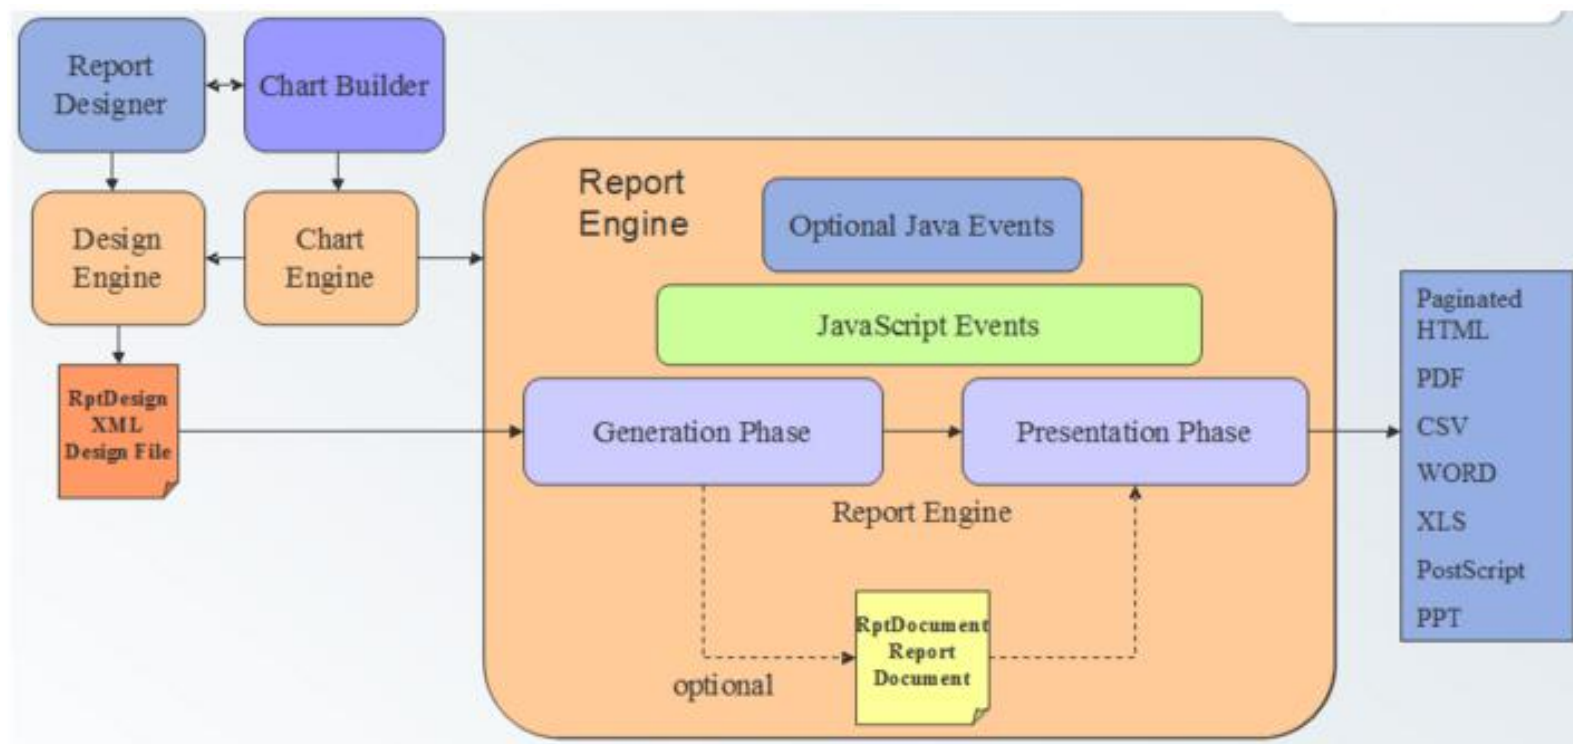 Report
Designer
Chart Builder
Design
Engine
Chart
Engine
RptDesign
XML
Design File
Report
Engine
Optional Java Events
JavaScript Events
Generation Phase
Presentation Phase
Report Engine
optional
RptDocument
Report
Document
Paginated
HTML
PDF
CSV
WORD
XLS
PostScript
PPT